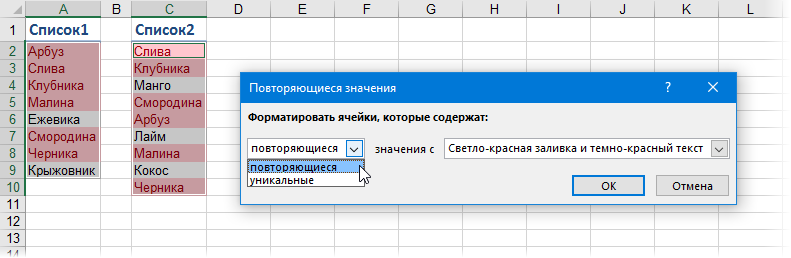 A B C D E F G H I J K L
1 Список1 Список2
2 Арбуз Слива
3 Слива Клубника
4 Клубника Манго
5 Малина Смородина
6 Ежевика Арбуз
7 Смородина Лайм
8 Черника Малина
9 Крыжовник Кокос
10 Черника
11
12
13
14
Повторяющиеся значения ? ×
Форматировать ячейки, которые содержат:
повторяющиеся значения с Светло-красная заливка и темно-красный текст
повторяющиеся
уникальные
ОК Отмена